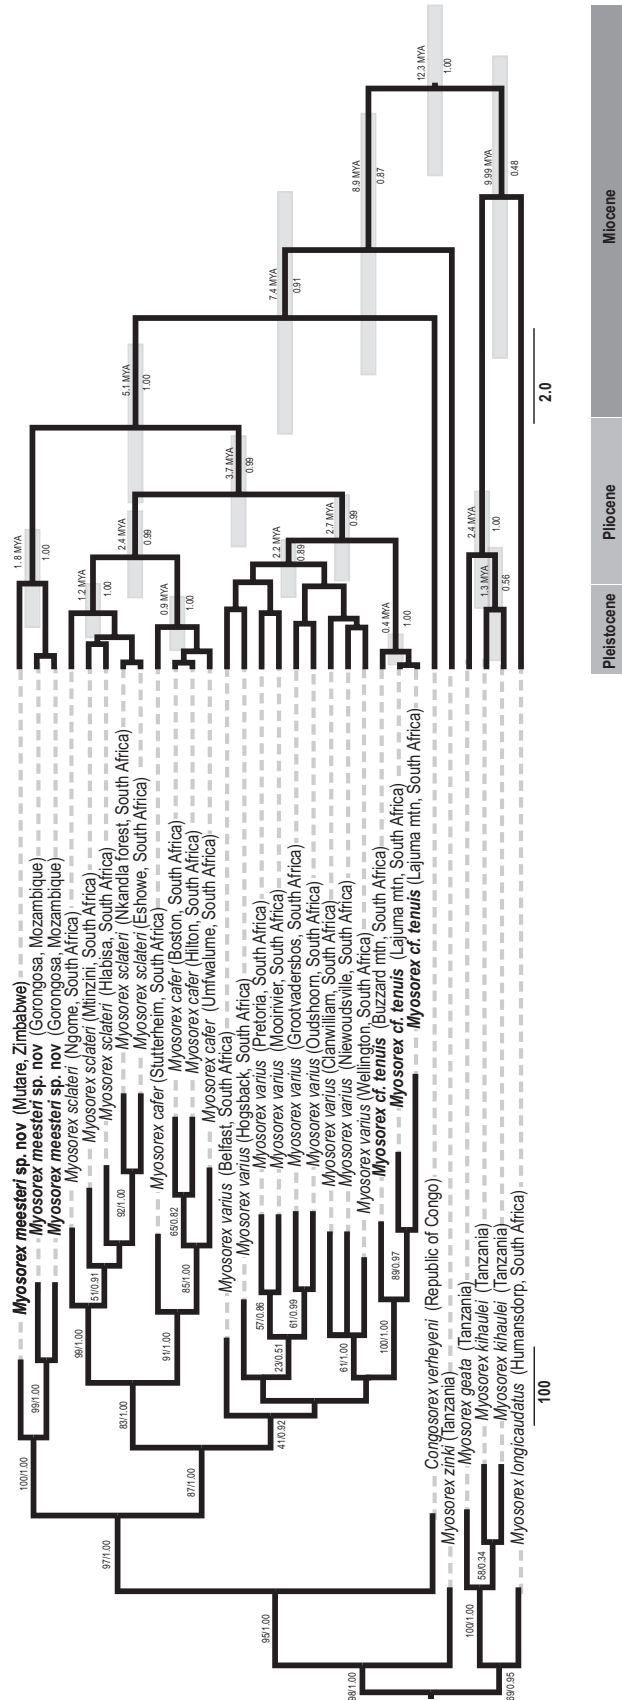 Myosorex meesteri sp. nov (Mutare, Zimbabwe)
Myosorex meesteri sp. nov (Gorongosa, Mozambique)
Myosorex meesteri sp. nov (Gorongosa, Mozambique)
Myosorex sclateri (Ngome, South Africa)
Myosorex sclateri (Mtinzini, South Africa)
Myosorex sclateri (Hlabisa, South Africa)
Myosorex sclateri (Nkandla forest, South Africa)
Myosorex sclateri (Eshowe, South Africa)
Myosorex cafer (Stutterheim, South Africa)
Myosorex cafer (Boston, South Africa)
Myosorex cafer (Hilton, South Africa)
Myosorex cafer (Umfwalume, South Africa)
Myosorex varius (Belfast, South Africa)
Myosorex varius (Hogsback, South Africa)
Myosorex varius (Pretoria, South Africa)
Myosorex varius (Mooirivier, South Africa)
Myosorex varius (Grootvadersbos, South Africa)
Myosorex varius (Oudshoorn, South Africa)
Myosorex varius (Clanwilliam, South Africa)
Myosorex varius (Niewoudsville, South Africa)
Myosorex varius (Wellington, South Africa)
Myosorex cf. tenuis (Buzzard mtn, South Africa)
Myosorex cf. tenuis (Lajuma mtn, South Africa)
Myosorex cf. tenuis (Lajuma mtn, South Africa)
Congosorex verheyeni (Republic of Congo)
Myosorex zinki (Tanzania)
Myosorex geata (Tanzania)
Myosorex kihaulei (Tanzania)
Myosorex kihaulei (Tanzania)
Myosorex longicaudatus (Humansdorp, South Africa)
100/1.00
99/1.00
99/1.00
51/0.91
92/1.00
83/1.00
91/1.00
65/0.82
85/1.00
87/1.00
97/1.00
41/0.92
57/0.86
23/0.51
61/0.99
61/1.00
100/1.00
89/0.97
95/1.00
98/1.00
100/1.00
58/0.34
69/0.95
100
1.8 MYA
1.00
1.2 MYA
1.00
2.4 MYA
0.99
0.9 MYA
1.00
5.1 MYA
1.00
3.7 MYA
0.99
2.2 MYA
0.89
2.7 MYA
0.99
0.4 MYA
1.00
7.4 MYA
0.91
8.9 MYA
0.87
12.3 MYA
1.00
9.99 MYA
0.48
2.4 MYA
1.00
1.3 MYA
0.56
2.0
Pleistocene
Pliocene
Miocene